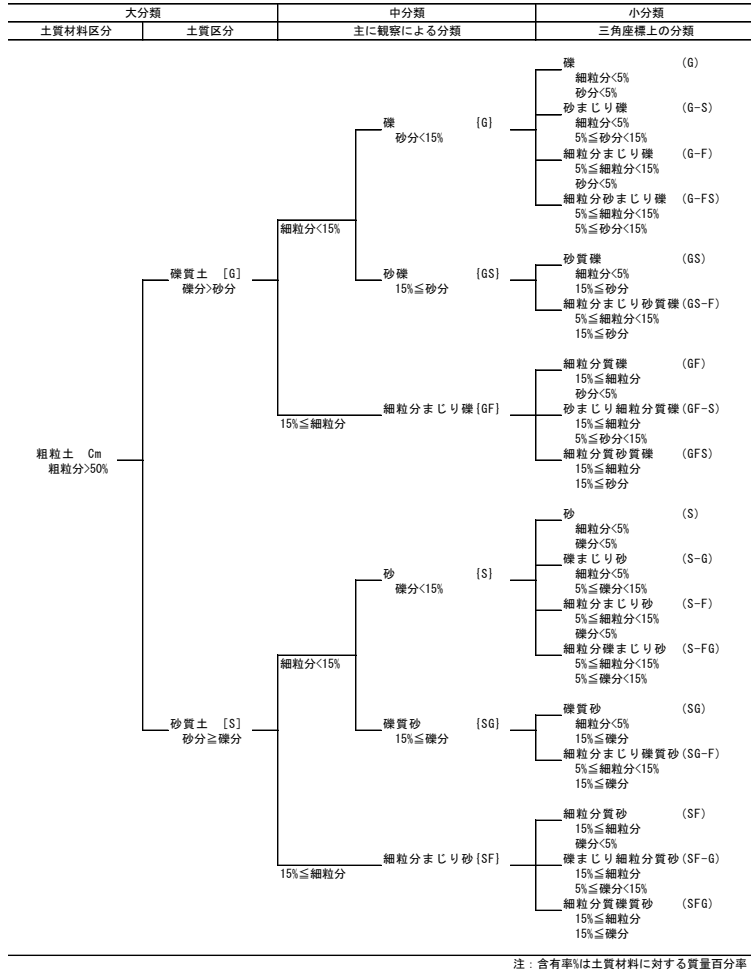 大分類 中分類 小分類
土質材料区分 土質区分 主に観察による分類 三角座標上の分類
礫 (G)
細粒分<5%
砂分<5%
砂まじり礫 (G-S)
細粒分<5%
5%≦砂分<15%
礫 {G}
砂分<15%
細粒分まじり礫 (G-F)
5%≦細粒分<15%
砂分<5%
細粒分砂まじり礫 (G-FS)
5%≦細粒分<15%
5%≦砂分<15%
細粒分<15%
礫質土 [G]
礫分>砂分
砂礫 {GS}
15%≦砂分
砂質礫 (GS)
細粒分<5%
15%≦砂分
細粒分まじり砂質礫(GS-F)
5%≦細粒分<15%
15%≦砂分
細粒分質礫 (GF)
15%≦細粒分
砂分<5%
細粒分まじり礫{GF}
15%≦細粒分
砂まじり細粒分質礫(GF-S)
15%≦細粒分
5%≦砂分<15%
細粒分質砂質礫 (GFS)
15%≦細粒分
15%≦砂分
粗粒土 Cm
粗粒分>50%
砂 (S)
細粒分<5%
礫分<5%
礫まじり砂 (S-G)
細粒分<5%
5%≦礫分<15%
砂 {S}
礫分<15%
細粒分まじり砂 (S-F)
5%≦細粒分<15%
礫分<5%
細粒分礫まじり砂 (S-FG)
5%≦細粒分<15%
5%≦礫分<15%
細粒分<15%
砂質土 [S]
砂分≧礫分
礫質砂 {SG}
15%≦礫分
礫質砂 (SG)
細粒分<5%
15%≦礫分
細粒分まじり礫質砂(SG-F)
5%≦細粒分<15%
15%≦礫分
細粒分質砂 (SF)
15%≦細粒分
礫分<5%
細粒分まじり砂{SF}
15%≦細粒分
礫まじり細粒分質砂(SF-G)
15%≦細粒分
5%≦礫分<15%
細粒分質礫質砂 (SFG)
15%≦細粒分
15%≦礫分
注：含有率%は土質材料に対する質量百分率